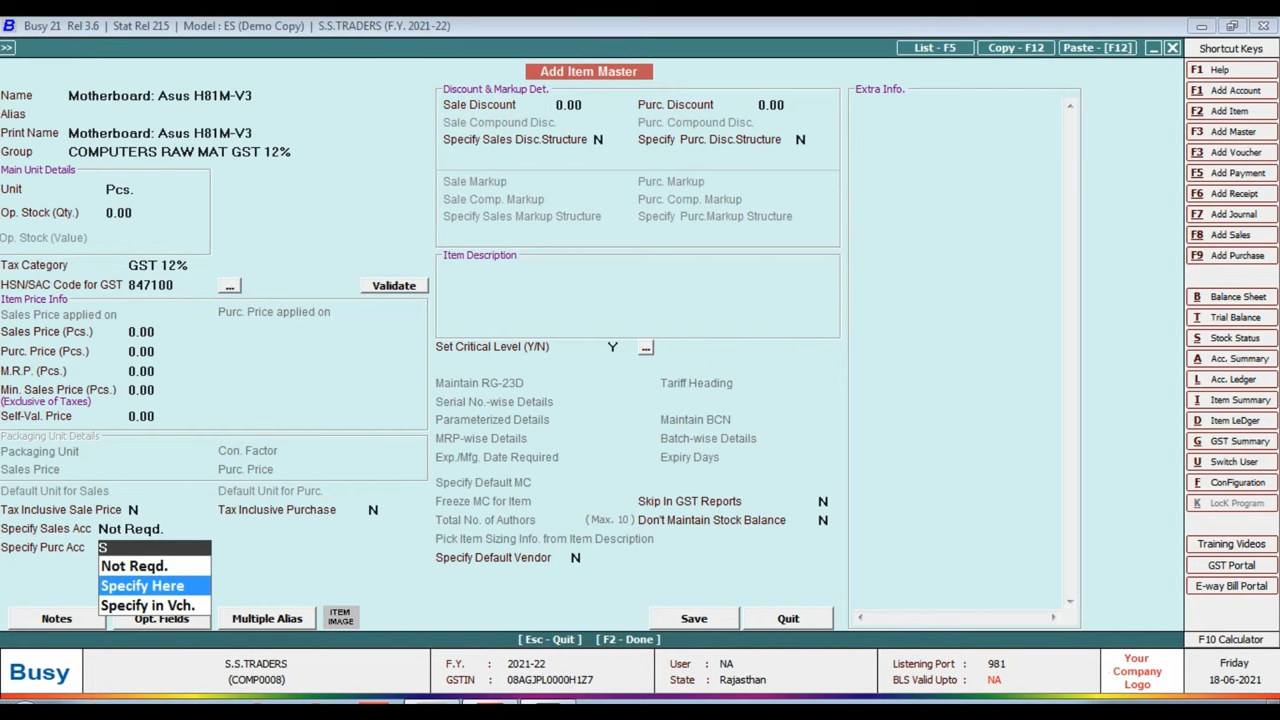 B Busy 21 Rel 3.6 | Stat Rel 215 | Model : ES (Demo Copy) | S.S.TRADERS (F.Y. 2021-22)
>> List - F5 Copy - F12 Paste - [F12] Shortcut Keys
Add Item Master
Name Motherboard: Asus H81M-V3
Alias
Print Name Motherboard: Asus H81M-V3
Group COMPUTERS RAW MAT GST 12%
Main Unit Details
Unit Pcs.
Op. Stock (Qty.) 0.00
Op. Stock (Value)
Tax Category GST 12%
HSN/SAC Code for GST 847100 ... Validate
Item Price Info
Sales Price applied on Purc. Price applied on
Sales Price (Pcs.) 0.00
Purc. Price (Pcs.) 0.00
M.R.P. (Pcs.) 0.00
Min. Sales Price (Pcs.) 0.00
(Exclusive of Taxes)
Self-Val. Price 0.00
Packaging Unit Details
Packaging Unit Con. Factor
Sales Price Purc. Price
Default Unit for Sales Default Unit for Purc.
Tax Inclusive Sale Price N Tax Inclusive Purchase N
Specify Sales Acc Not Reqd.
Specify Purc Acc S
Not Reqd.
Specify Here
Specify in Vch.
Notes Opt. Fields Multiple Alias ITEM IMAGE
Discount & Markup Det.
Sale Discount 0.00 Purc. Discount 0.00
Sale Compound Disc. Purc. Compound Disc.
Specify Sales Disc.Structure N Specify Purc. Disc.Structure N
Sale Markup Purc. Markup
Sale Comp. Markup Purc. Comp. Markup
Specify Sales Markup Structure Specify Purc.Markup Structure
Item Description
Set Critical Level (Y/N) Y ...
Maintain RG-23D Tariff Heading
Serial No.-wise Details
Parameterized Details Maintain BCN
MRP-wise Details Batch-wise Details
Exp./Mfg. Date Required Expiry Days
Specify Default MC
Freeze MC for Item Skip In GST Reports N
Total No. of Authors (Max. 10) Don't Maintain Stock Balance N
Pick Item Sizing Info. from Item Description
Specify Default Vendor N
Save Quit
Extra Info.
F1 Help
F1 Add Account
F2 Add Item
F3 Add Master
F3 Add Voucher
F5 Add Payment
F6 Add Receipt
F7 Add Journal
F8 Add Sales
F9 Add Purchase
B Balance Sheet
T Trial Balance
S Stock Status
A Acc. Summary
L Acc. Ledger
I Item Summary
D Item LeDger
G GST Summary
U Switch User
F ConFiguration
K LocK Program
Training Videos
GST Portal
E-way Bill Portal
[ Esc - Quit ] [ F2 - Done ] F10 Calculator
Busy
S.S.TRADERS
(COMP0008)
F.Y. : 2021-22
GSTIN : 08AGJPL0000H1Z7
User : NA
State : Rajasthan
Listening Port : 981
BLS Valid Upto : NA
Your
Company
Logo
Friday
18-06-2021